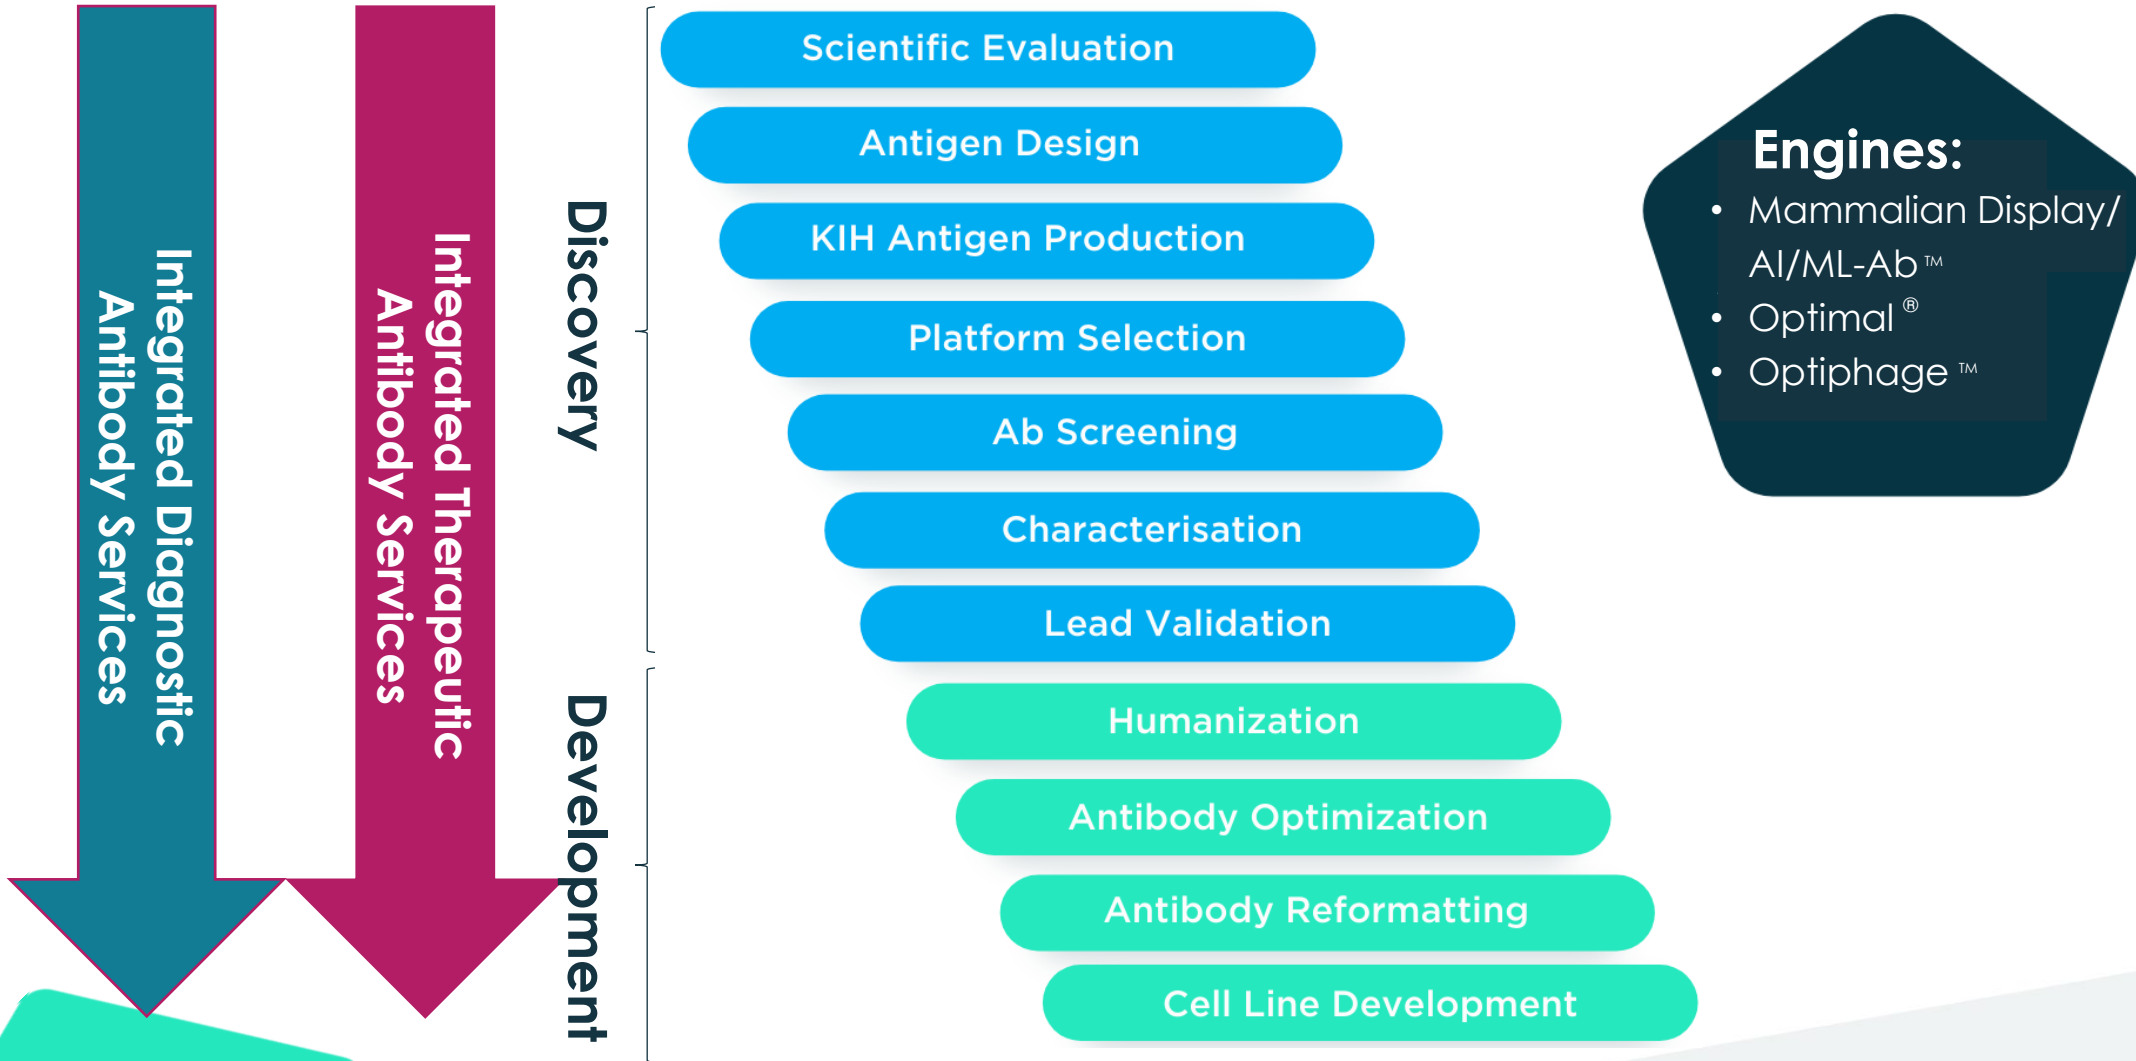 Integrated Diagnostic
Antibody Services
Integrated Therapeutic
Antibody Services
Discovery
Scientific Evaluation
Antigen Design
KIH Antigen Production
Platform Selection
Ab Screening
Characterisation
Lead Validation
Development
Humanization
Antibody Optimization
Antibody Reformatting
Cell Line Development
Engines:
• Mammalian Display/
AI/ML-Ab™
• Optimal®
• Optiphage™